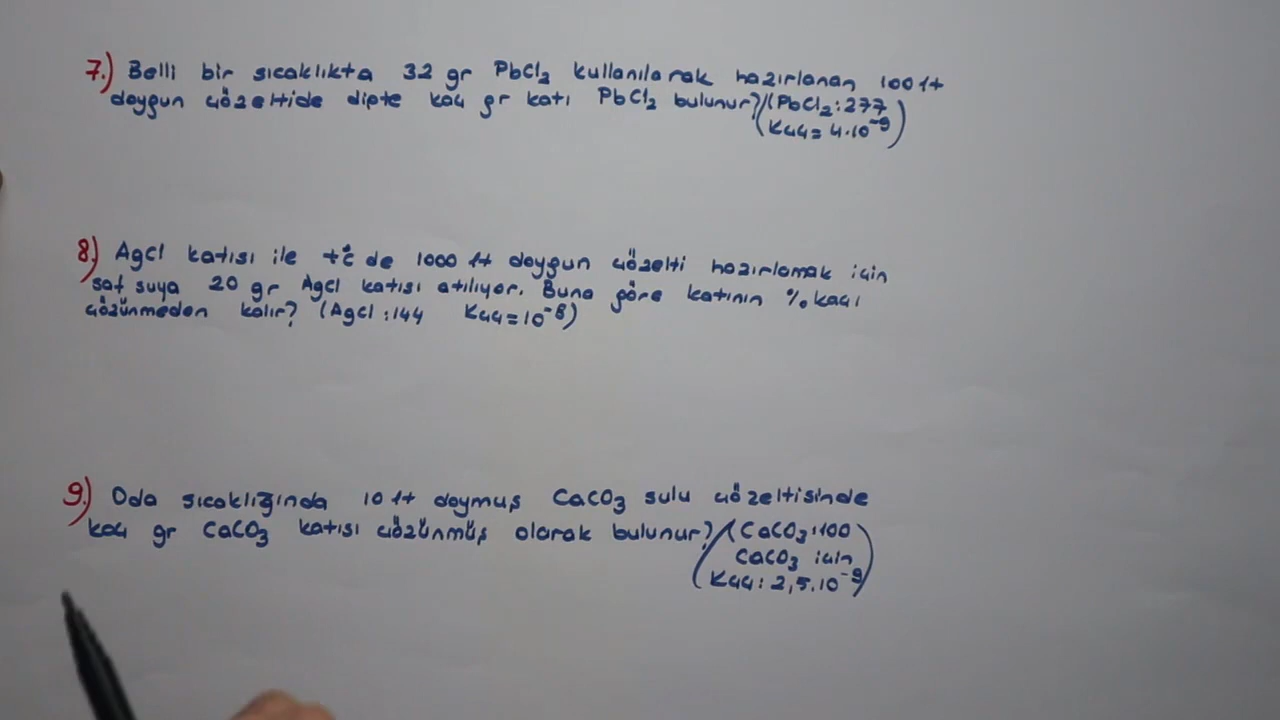 7.) Belli bir sıcaklıkta 32 gr PbCl₂ kullanılarak hazırlanan 100 lt
doygun çözeltide dipte kaç gr katı PbCl₂ bulunur? (PbCl₂:277
Kçç=4.10⁻⁹)
8) AgCl katısı ile t°C de 1000 lt doygun çözelti hazırlamak için
saf suya 20 gr AgCl katısı atılıyor. Buna göre katının % kaçı
çözünmeden kalır? (AgCl:144 Kçç=10⁻⁸)
9) Oda sıcaklığında 10 lt doymuş CaCO₃ sulu çözeltisinde
kaç gr CaCO₃ katısı çözünmüş olarak bulunur? (CaCO₃:100
CaCO₃ için
Kçç: 2,5.10⁻⁹)